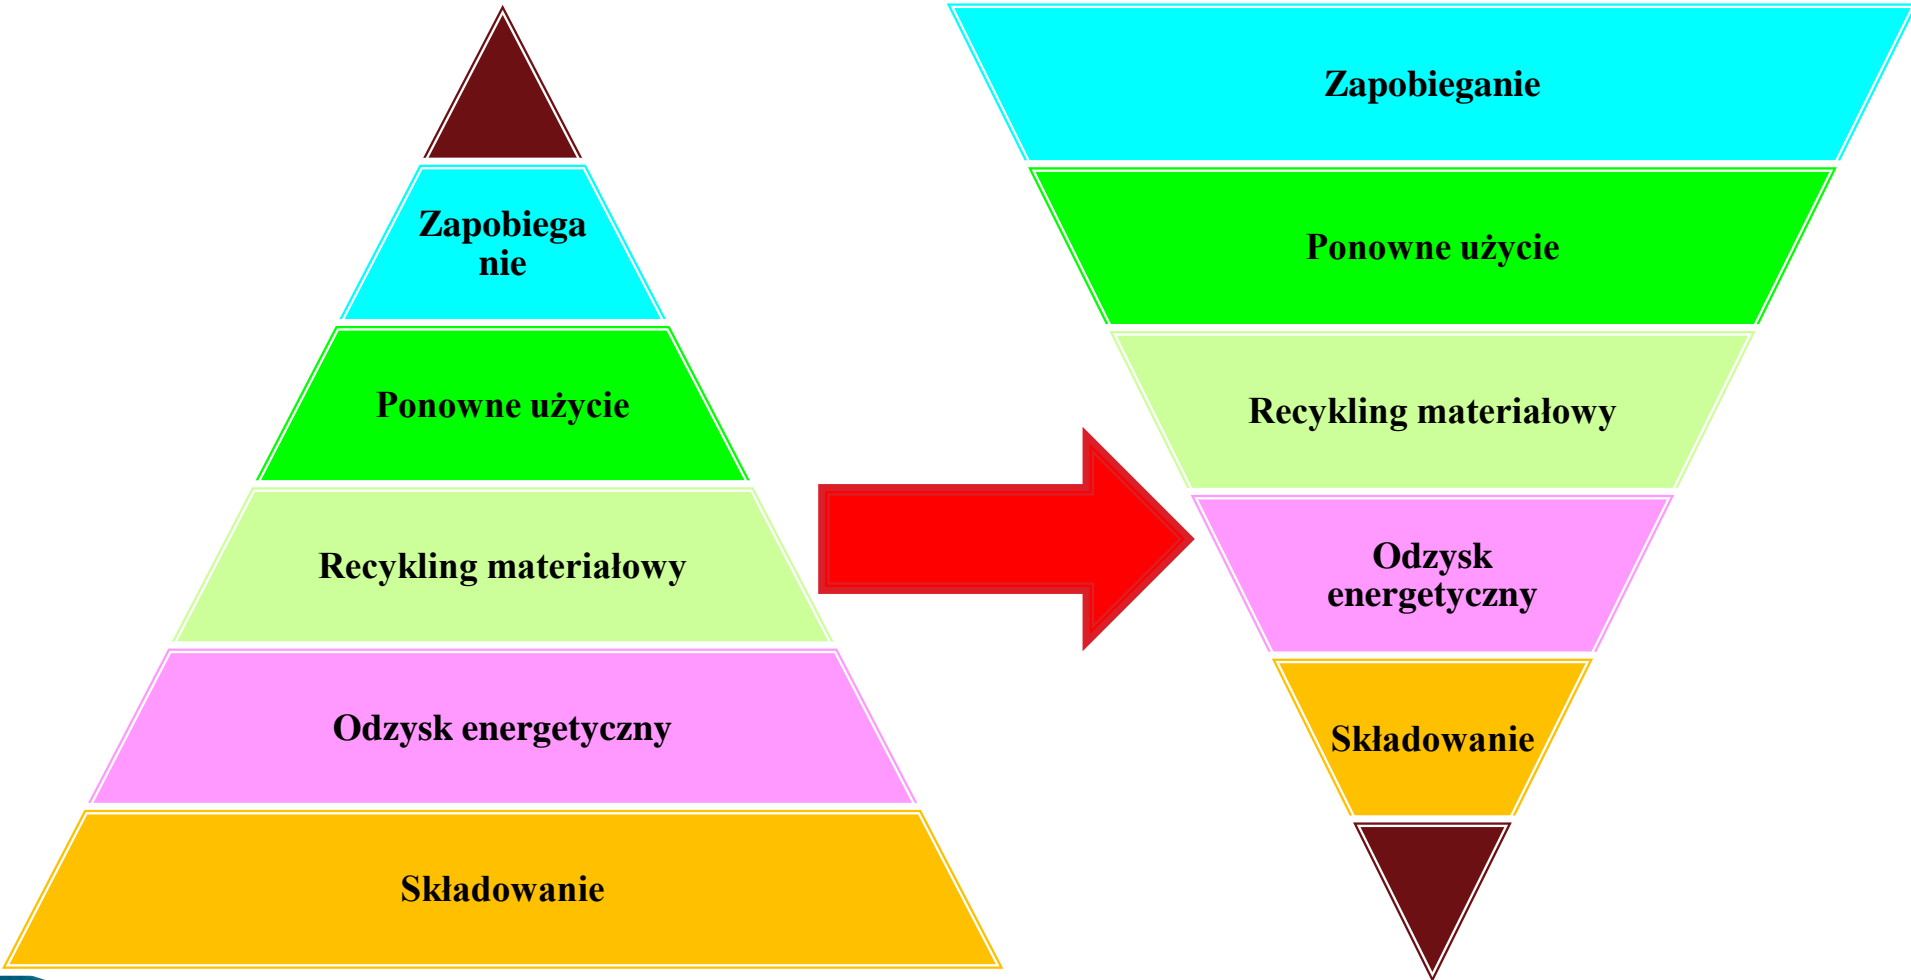 Zapobiega
nie
Ponowne użycie
Recykling materiałowy
Odzysk energetyczny
Składowanie
Zapobieganie
Ponowne użycie
Recykling materiałowy
Odzysk
energetyczny
Składowanie